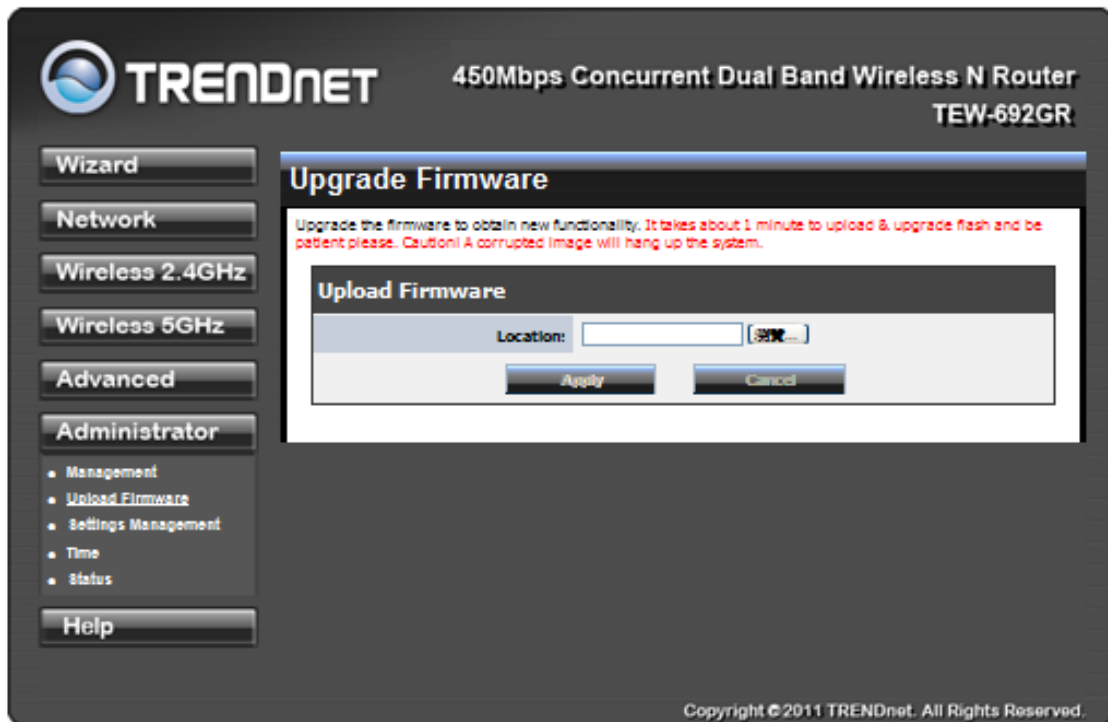 TRENDNET
450Mbps Concurrent Dual Band Wireless N Router
TEW-692GR
Wizard
Network
Wireless 2.4GHz
Wireless 5GHz
Advanced
Administrator
Management
Upload Firmware
Settings Management
Time
Status
Help
Upgrade Firmware
Upgrade the firmware to obtain new functionality. It takes about 1 minute to upload & upgrade flash and be
patient please. Caution! A corrupted image will hang up the system.
Upload Firmware
Location:
Apply
Cancel
Copyright © 2011 TRENDnet. All Rights Reserved.